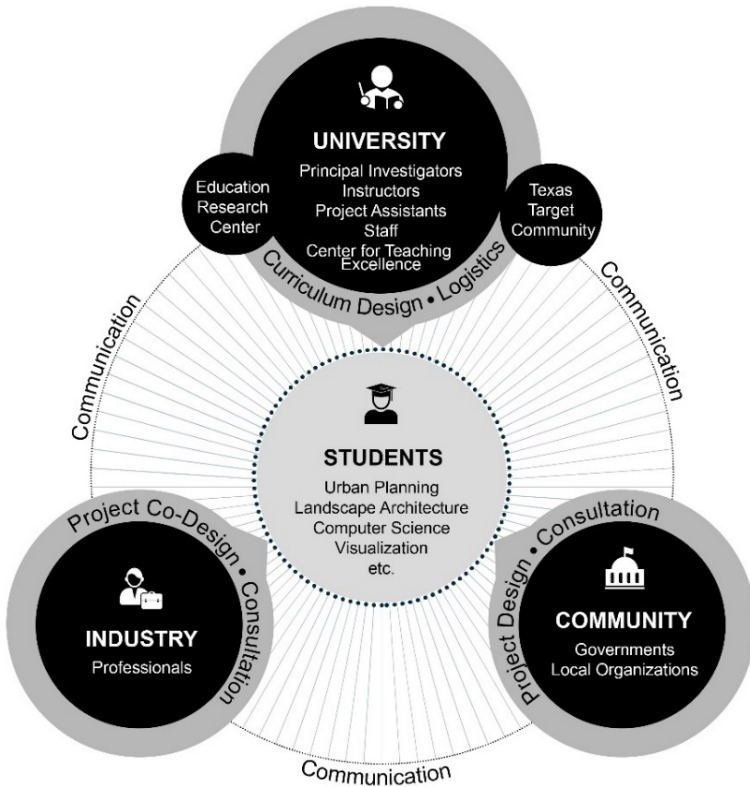 UNIVERSITY
Principal Investigators
Instructors
Project Assistants
Staff
Center for Teaching
Excellence
Education
Research
Center
Texas
Target
Community
Curriculum Design • Logistics
Communication
Communication
STUDENTS
Urban Planning
Landscape Architecture
Computer Science
Visualization
etc.
Project Co-Design • Consultation
INDUSTRY
Professionals
Project Design • Consultation
COMMUNITY
Governments
Local Organizations
Communication